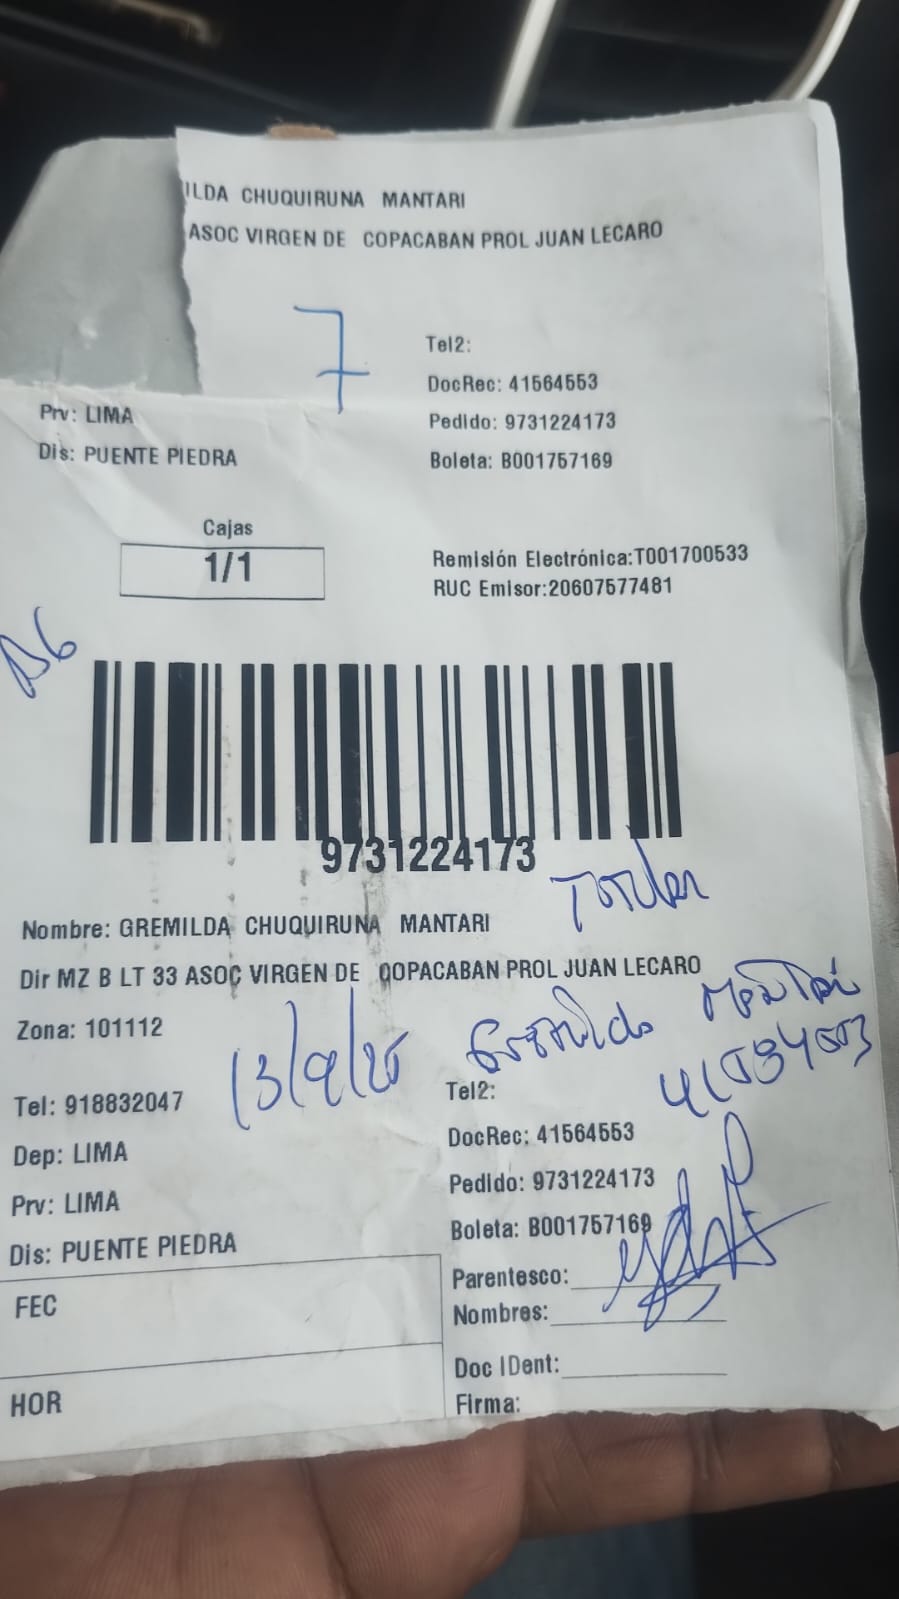 ILDA CHUQUIRUNA MANTARI
ASOC VIRGEN DE COPACABAN PROL JUAN LECARO
7
Tel2:
DocRec: 41564553
Prv: LIMA
Pedido: 9731224173
Dis: PUENTE PIEDRA
Boleta: B001757169
Cajas
1/1
Remisión Electrónica:T001700533
RUC Emisor:20607577481
9731224173
Nombre: GREMILDA CHUQUIRUNA MANTARI
Dir MZ B LT 33 ASOC VIRGEN DE COPACABAN PROL JUAN LECARO
Zona: 101112
13/9/25
Tel: 918832047
Tel2:
Dep: LIMA
DocRec: 41564553
Prv: LIMA
Pedido: 9731224173
Dis: PUENTE PIEDRA
Boleta: B001757169
FEC
Parentesco:
Nombres:
HOR
Doc IDent:
Firma: